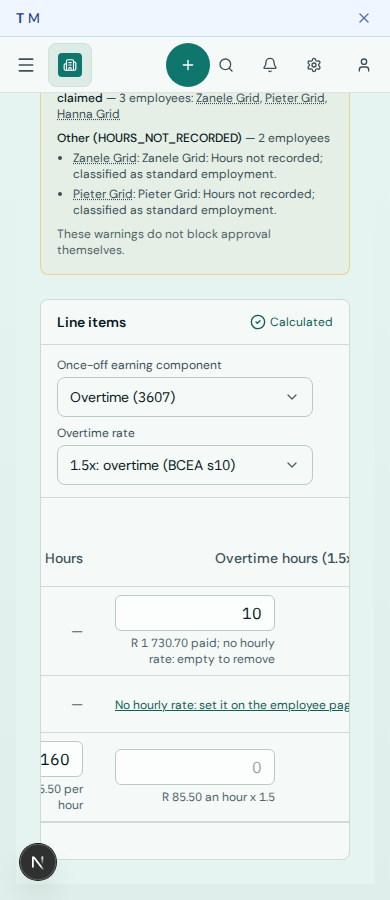 T M
claimed — 3 employees: Zanele Grid, Pieter Grid,
Hanna Grid
Other (HOURS_NOT_RECORDED) — 2 employees
• Zanele Grid: Zanele Grid: Hours not recorded;
classified as standard employment.
• Pieter Grid: Pieter Grid: Hours not recorded;
classified as standard employment.
These warnings do not block approval
themselves.
Line items
Calculated
Once-off earning component
Overtime (3607)
Overtime rate
1.5x: overtime (BCEA s10)
Hours
Overtime hours (1.5x
—
10
R 1 730.70 paid; no hourly
rate: empty to remove
—
No hourly rate: set it on the employee pag
160
5.50 per
hour
0
R 85.50 an hour x 1.5
N